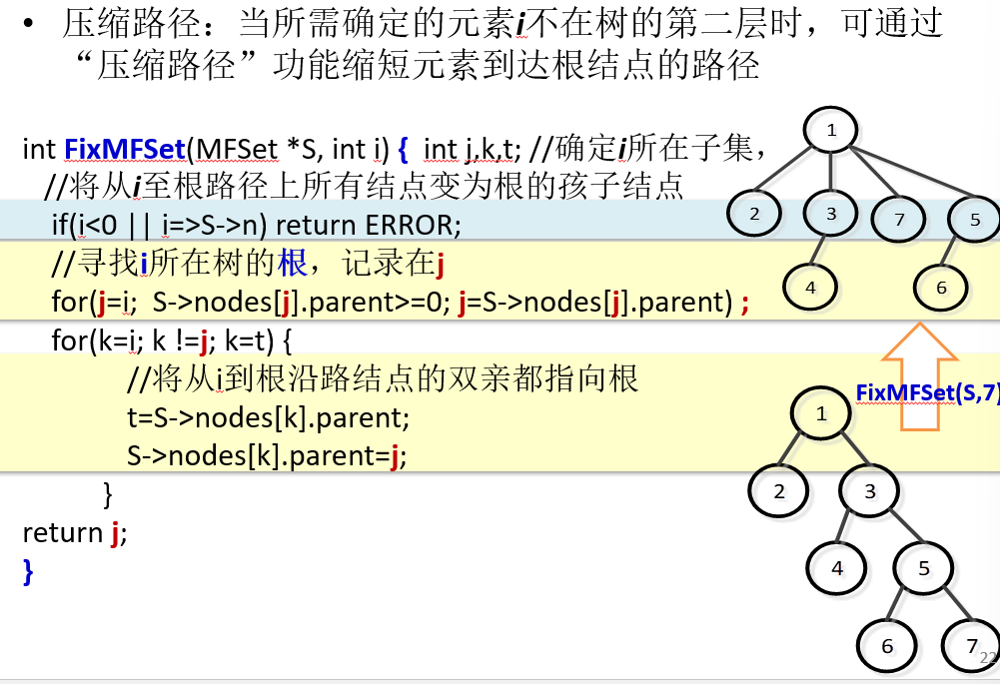 • 压缩路径：当所需确定的元素i不在树的第二层时，可通过
“压缩路径”功能缩短元素到达根结点的路径
int FixMFSet(MFSet *S, int i) { int j,k,t; //确定i所在子集，
//将从i至根路径上所有结点变为根的孩子结点
if(i<0 || i=>S->n) return ERROR;
//寻找i所在树的根，记录在j
for(j=i; S->nodes[j].parent>=0; j=S->nodes[j].parent) ;
for(k=i; k !=j; k=t) {
//将从i到根沿路结点的双亲都指向根
t=S->nodes[k].parent;
S->nodes[k].parent=j;
}
return j;
}
1
2 3 7 5
4 6
FixMFSet(S,7)
1
2 3
4 5
6 7
22